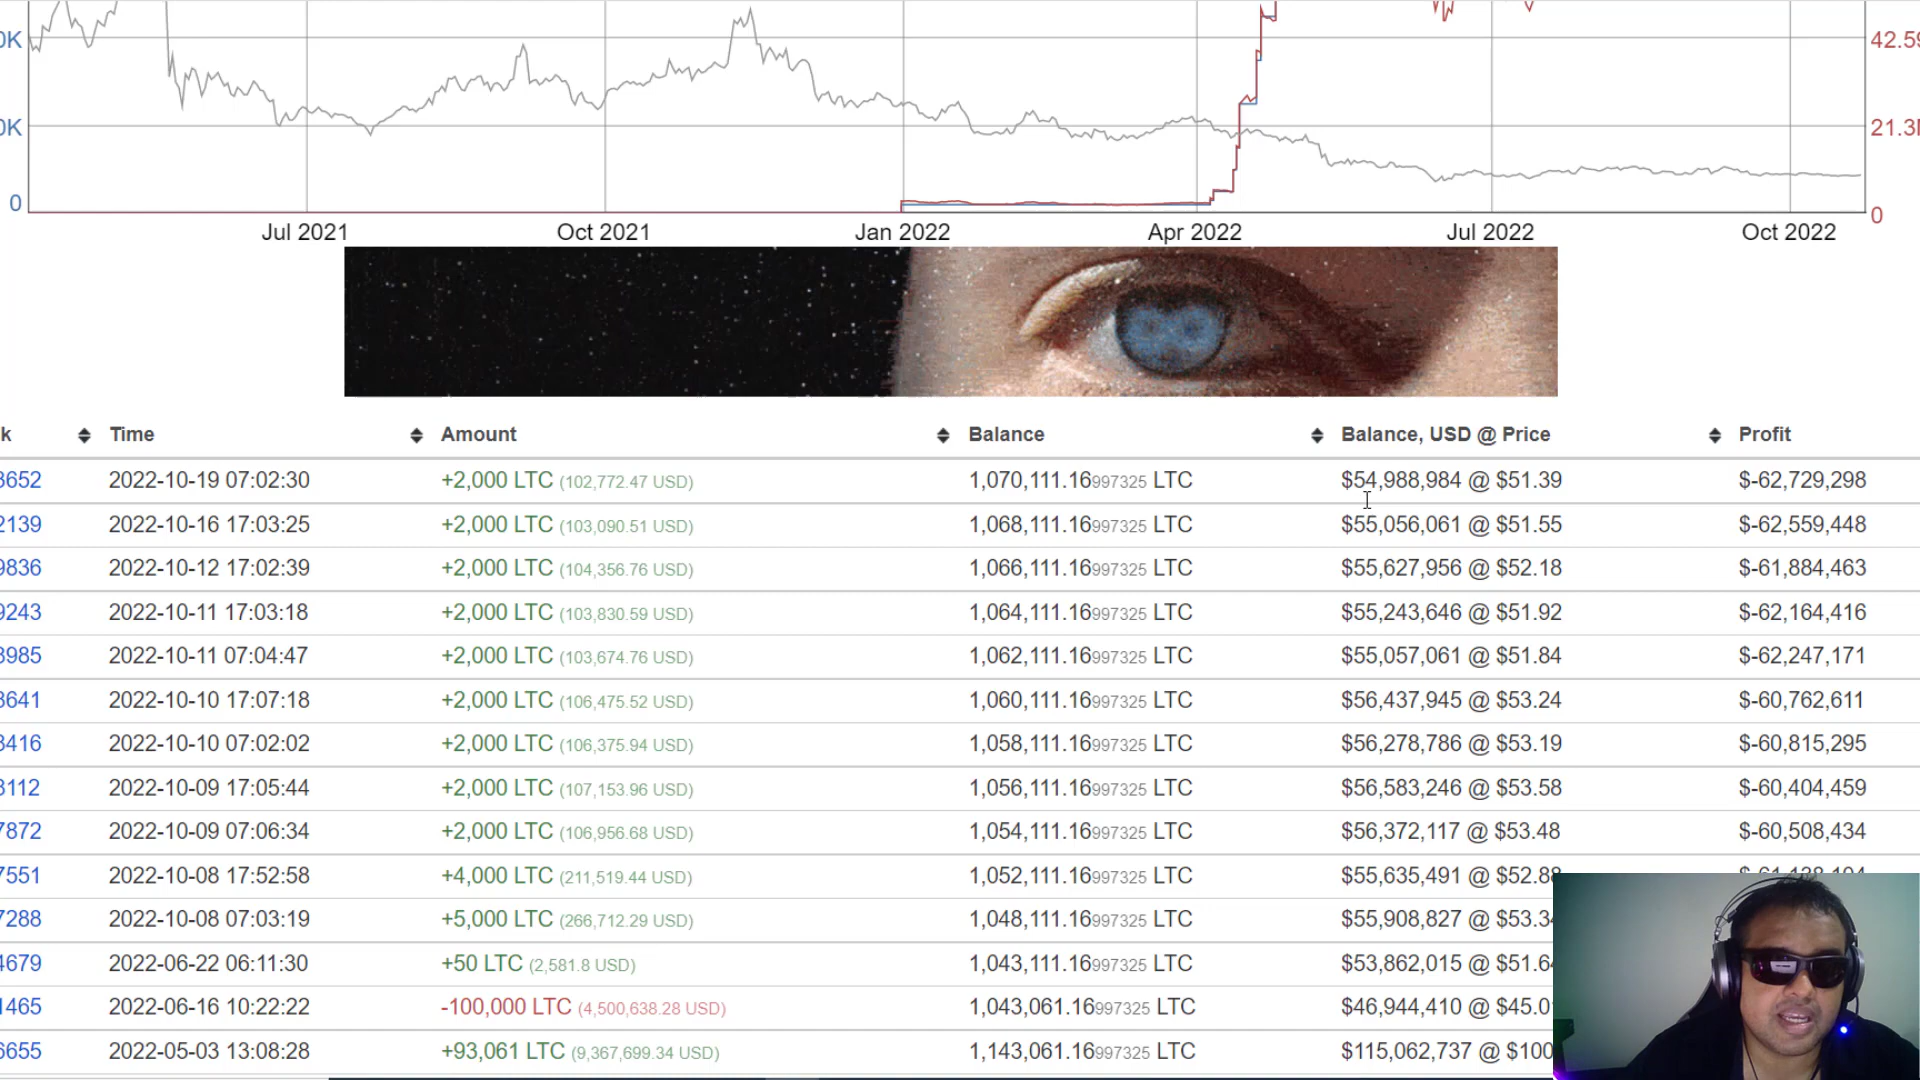 0K
42.59
0K
21.3
0
0
Jul 2021 Oct 2021 Jan 2022 Apr 2022 Jul 2022 Oct 2022
k Time Amount Balance Balance, USD @ Price Profit
3652 2022-10-19 07:02:30 +2,000 LTC (102,772.47 USD) 1,070,111.16997325 LTC $54,988,984 @ $51.39 $-62,729,298
2139 2022-10-16 17:03:25 +2,000 LTC (103,090.51 USD) 1,068,111.16997325 LTC $55,056,061 @ $51.55 $-62,559,448
9836 2022-10-12 17:02:39 +2,000 LTC (104,356.76 USD) 1,066,111.16997325 LTC $55,627,956 @ $52.18 $-61,884,463
9243 2022-10-11 17:03:18 +2,000 LTC (103,830.59 USD) 1,064,111.16997325 LTC $55,243,646 @ $51.92 $-62,164,416
8985 2022-10-11 07:04:47 +2,000 LTC (103,674.76 USD) 1,062,111.16997325 LTC $55,057,061 @ $51.84 $-62,247,171
8641 2022-10-10 17:07:18 +2,000 LTC (106,475.52 USD) 1,060,111.16997325 LTC $56,437,945 @ $53.24 $-60,762,611
8416 2022-10-10 07:02:02 +2,000 LTC (106,375.94 USD) 1,058,111.16997325 LTC $56,278,786 @ $53.19 $-60,815,295
8112 2022-10-09 17:05:44 +2,000 LTC (107,153.96 USD) 1,056,111.16997325 LTC $56,583,246 @ $53.58 $-60,404,459
7872 2022-10-09 07:06:34 +2,000 LTC (106,956.68 USD) 1,054,111.16997325 LTC $56,372,117 @ $53.48 $-60,508,434
7551 2022-10-08 17:52:58 +4,000 LTC (211,519.44 USD) 1,052,111.16997325 LTC $55,635,491 @ $52.88
7288 2022-10-08 07:03:19 +5,000 LTC (266,712.29 USD) 1,048,111.16997325 LTC $55,908,827 @ $53.34
4679 2022-06-22 06:11:30 +50 LTC (2,581.8 USD) 1,043,111.16997325 LTC $53,862,015 @ $51.64
1465 2022-06-16 10:22:22 -100,000 LTC (4,500,638.28 USD) 1,043,061.16997325 LTC $46,944,410 @ $45.0
6655 2022-05-03 13:08:28 +93,061 LTC (9,367,699.34 USD) 1,143,061.16997325 LTC $115,062,737 @ $100